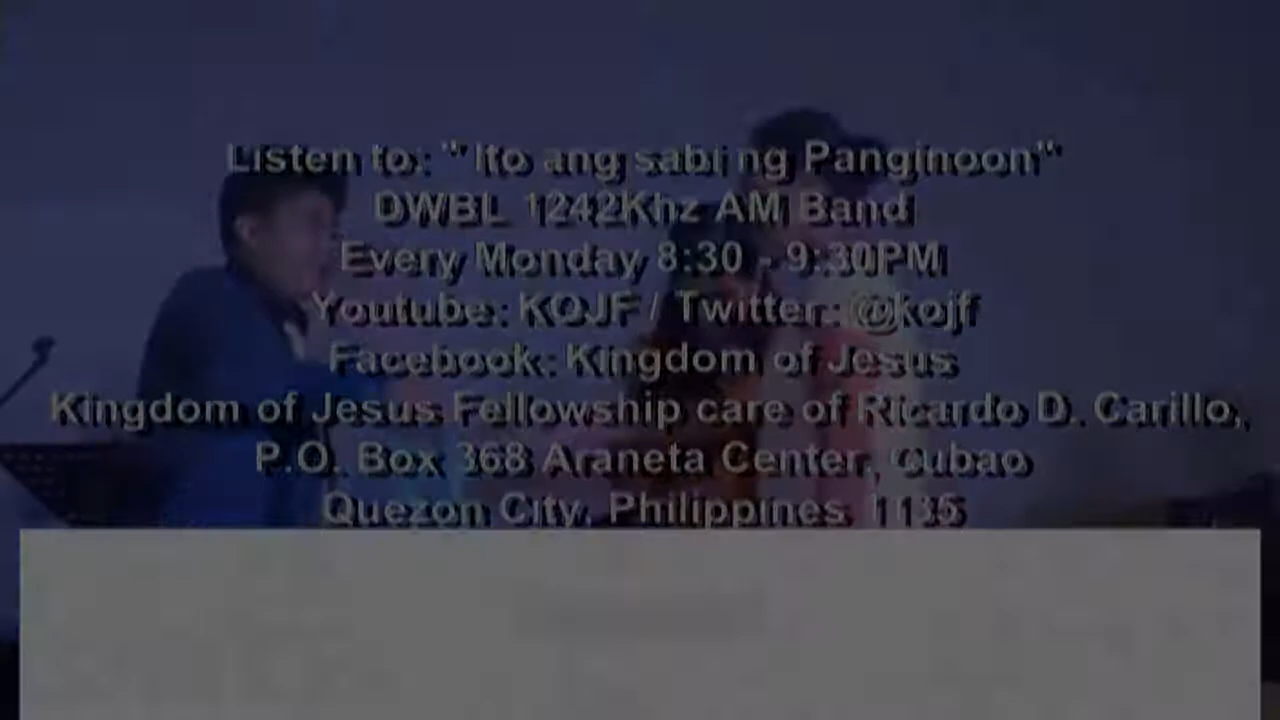 Listen to: " Ito ang sabi ng Panginoon"
DWBL 1242Khz AM Band
Every Monday 8:30 - 9:30PM
Youtube: KOJF / Twitter: @kojf
Facebook: Kingdom of Jesus
Kingdom of Jesus Fellowship care of Ricardo D. Carillo,
P.O. Box 368 Araneta Center, Cubao
Quezon City, Philippines, 1135